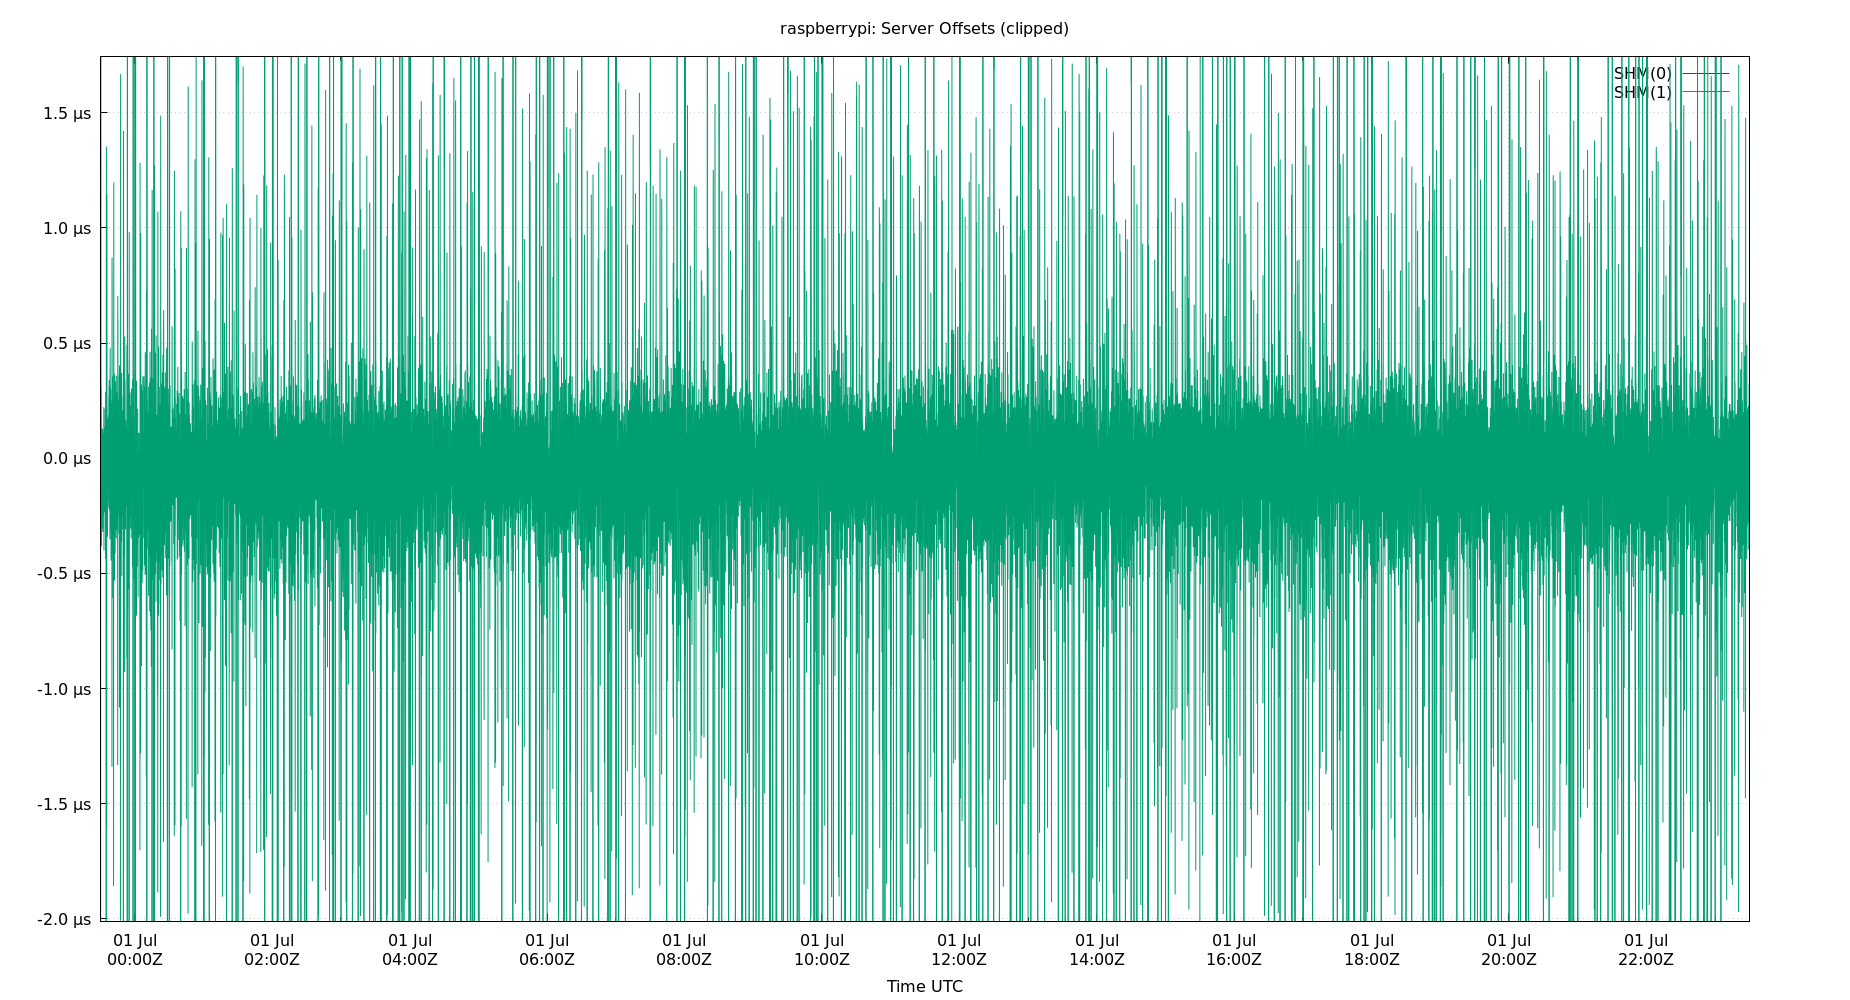 raspberrypi: Server Offsets (clipped)
SHM(0)
SHM(1)
1.5 µs
1.0 µs
0.5 µs
0.0 µs
-0.5 µs
-1.0 µs
-1.5 µs
-2.0 µs
01 Jul 01 Jul 01 Jul 01 Jul 01 Jul 01 Jul 01 Jul 01 Jul 01 Jul 01 Jul 01 Jul 01 Jul
00:00Z 02:00Z 04:00Z 06:00Z 08:00Z 10:00Z 12:00Z 14:00Z 16:00Z 18:00Z 20:00Z 22:00Z
Time UTC